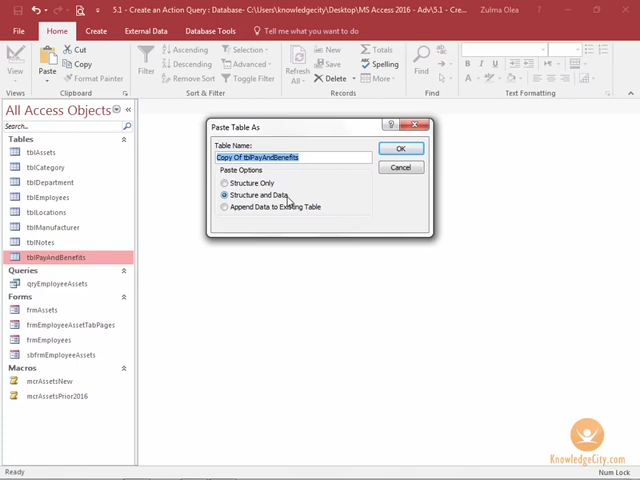 5.1 - Create an Action Query : Database- C:\Users\knowledgecity\Desktop\MS Access 2016 - Adv\5.1 - Cre...
Zulma Olea
File Home Create External Data Database Tools Tell me what you want to do
View
Paste
Cut
Copy
Format Painter
Filter
Ascending
Descending
Remove Sort
Selection
Advanced
Toggle Filter
Refresh All
New
Save
Delete
Totals
Spelling
More
Find
B I U
Views Clipboard Sort & Filter Records Find Text Formatting
All Access Objects
Search...
Tables
tblAssets
tblCategory
tblDepartment
tblEmployees
tblLocations
tblManufacturer
tblNotes
tblPayAndBenefits
Queries
qryEmployeeAssets
Forms
frmAssets
frmEmployeeAssetTabPages
frmEmployees
sbfrmEmployeeAssets
Macros
mcrAssetsNew
mcrAssetsPrior2016
Paste Table As
?
Table Name:
Copy Of tblPayAndBenefits
Paste Options
Structure Only
Structure and Data
Append Data to Existing Table
OK
Cancel
KnowledgeCity.com
Ready
Num Lock